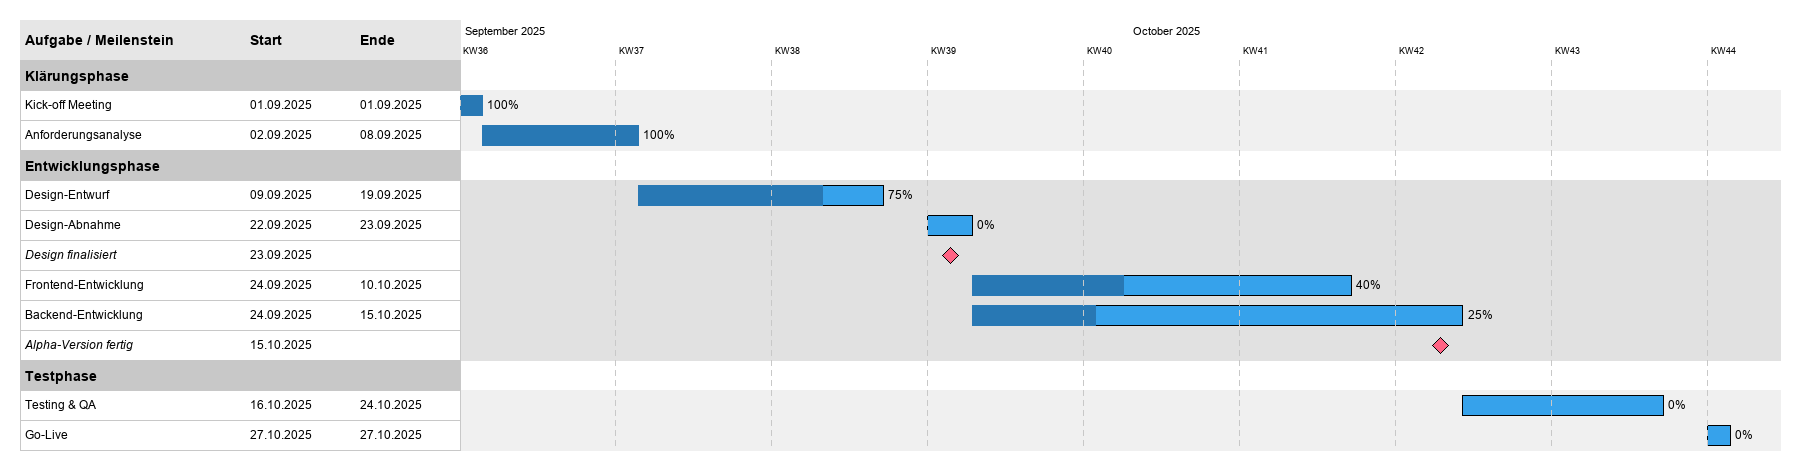 September 2025 October 2025
Aufgabe / Meilenstein Start Ende
KW36 KW37 KW38 KW39 KW40 KW41 KW42 KW43 KW44
Klärungsphase
Kick-off Meeting 01.09.2025 01.09.2025 100%
Anforderungsanalyse 02.09.2025 08.09.2025 100%
Entwicklungsphase
Design-Entwurf 09.09.2025 19.09.2025 75%
Design-Abnahme 22.09.2025 23.09.2025 0%
Design finalisiert 23.09.2025
Frontend-Entwicklung 24.09.2025 10.10.2025 40%
Backend-Entwicklung 24.09.2025 15.10.2025 25%
Alpha-Version fertig 15.10.2025
Testphase
Testing & QA 16.10.2025 24.10.2025 0%
Go-Live 27.10.2025 27.10.2025 0%